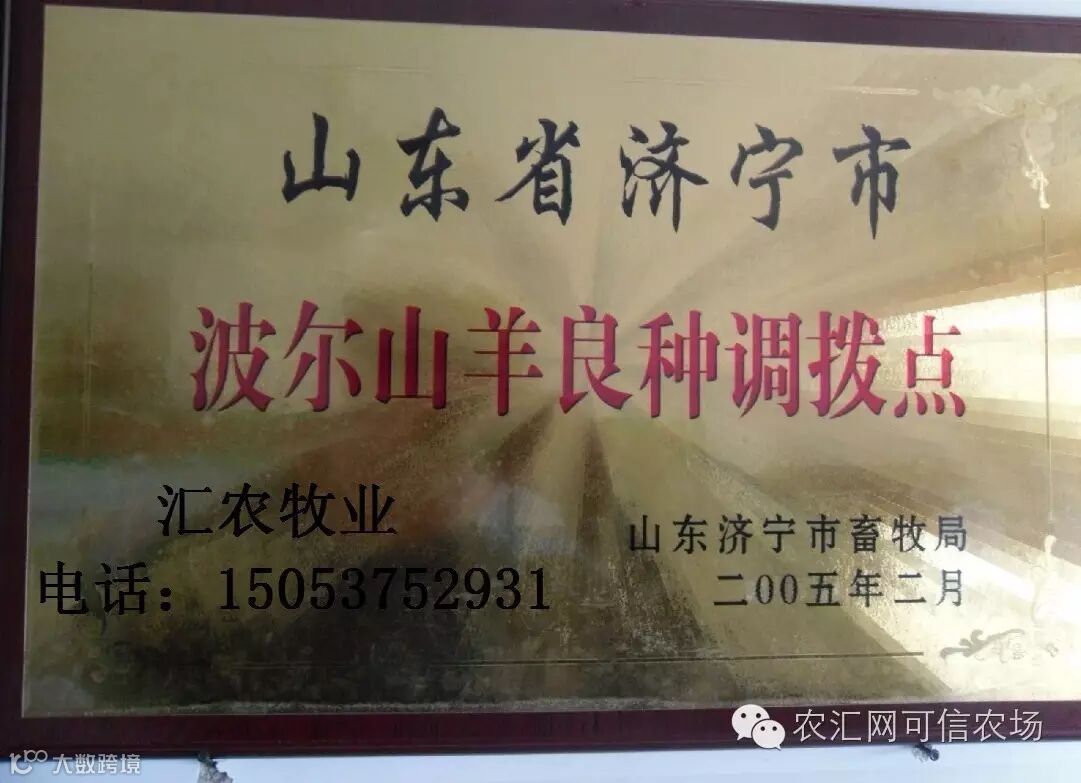 山东省济宁市
波尔山羊良种调拨点
汇农牧业
电话：15053752931
山东济宁市畜牧局
二00五年二月
农汇网可信农场
大数跨境